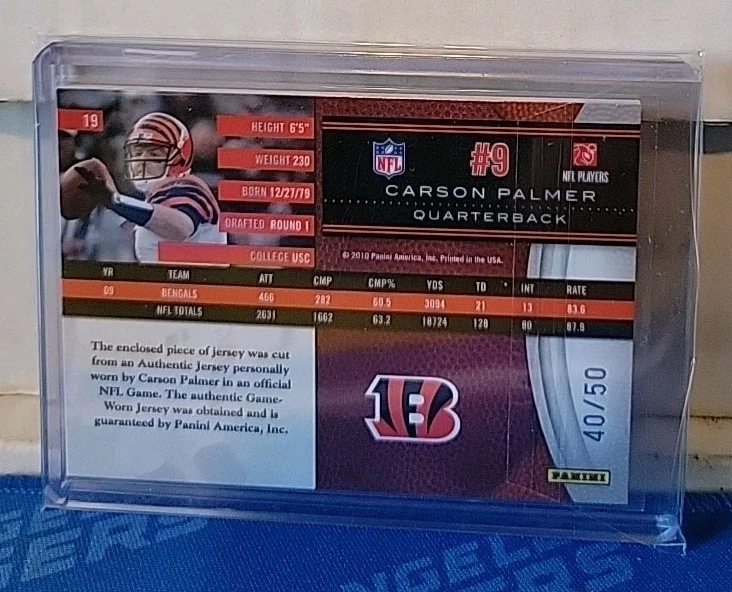 19
HEIGHT 6'5"
WEIGHT 230
BORN 12/27/79
DRAFTED ROUND 1
COLLEGE USC
NFL
#9
NFL PLAYERS
CARSON PALMER
QUARTERBACK
© 2010 Panini America, Inc. Printed in the USA.
YR TEAM ATT CMP CMP% YDS TD INT RATE
09 BENGALS 466 282 60.5 3094 21 13 83.6
NFL TOTALS 2631 1662 63.2 18724 128 80 87.9
The enclosed piece of jersey was cut
from an Authentic Jersey personally
worn by Carson Palmer in an official
NFL Game. The authentic Game-
Worn Jersey was obtained and is
guaranteed by Panini America, Inc.
B
40/50
PANINI
ERS
NGEL
ERS